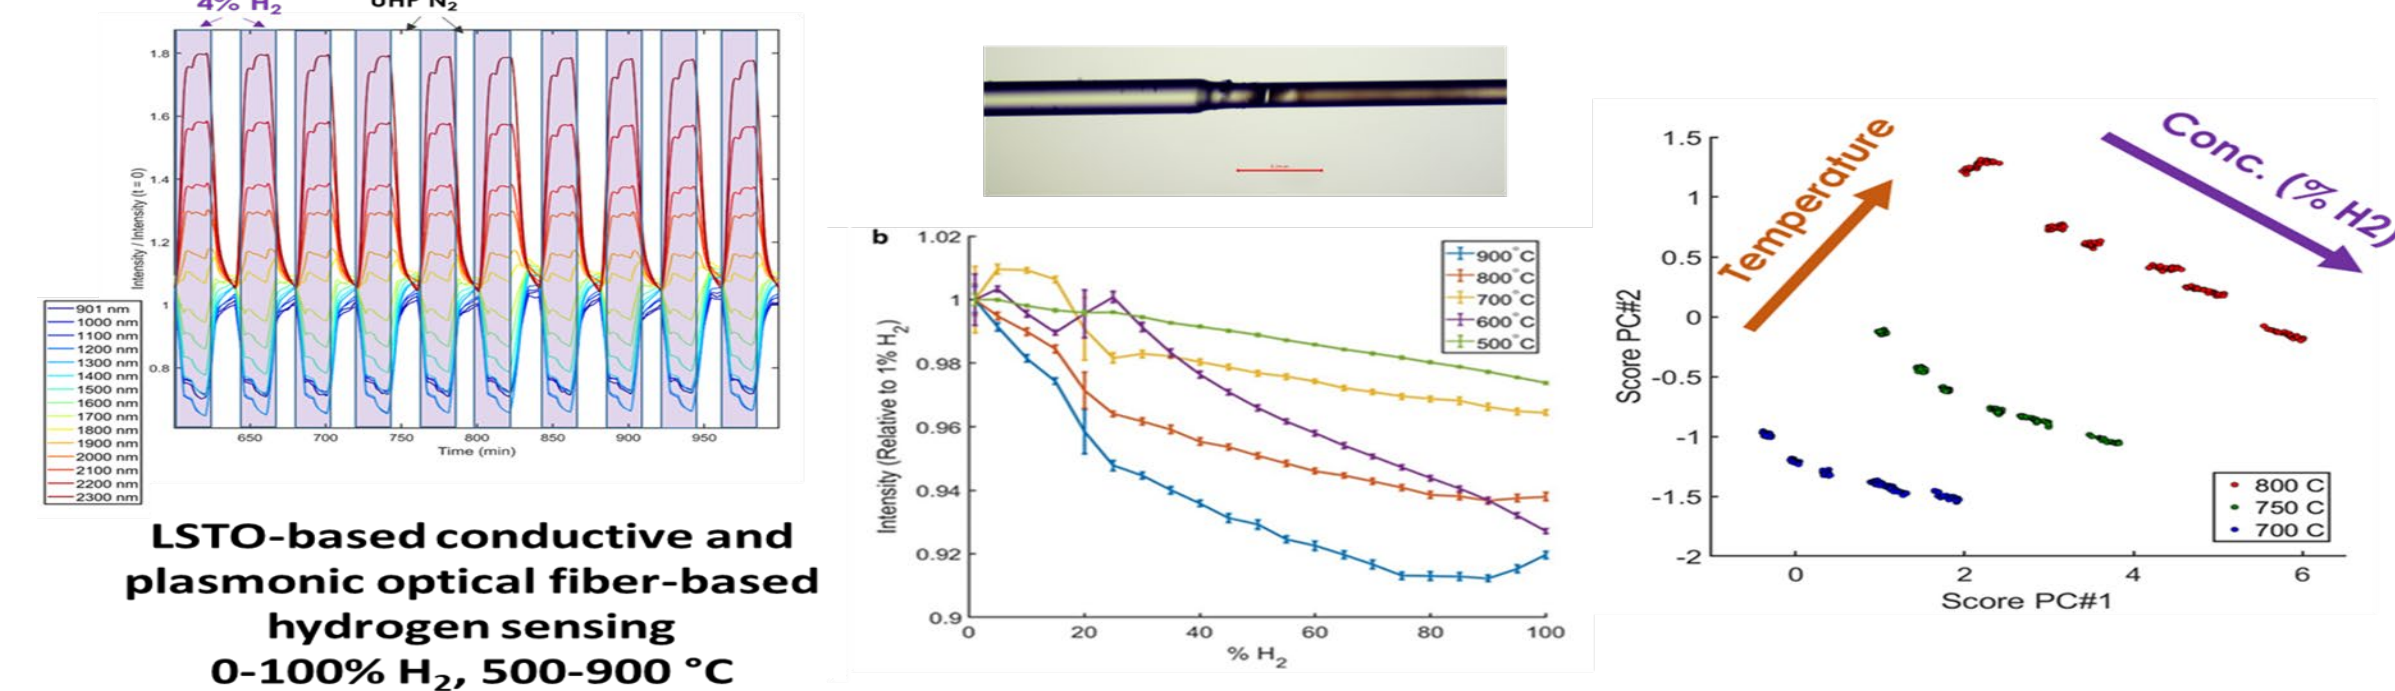 4% H₂
UHP N₂
1.8
1.6
1.4
1.2
1
0.8
Intensity / Intensity (t = 0)
650 700 750 800 850 900 950
Time (min)
901 nm
1000 nm
1100 nm
1200 nm
1300 nm
1400 nm
1500 nm
1600 nm
1700 nm
1800 nm
1900 nm
2000 nm
2100 nm
2200 nm
2300 nm
LSTO-based conductive and
plasmonic optical fiber-based
hydrogen sensing
0-100% H₂, 500-900 °C
b
1.02
1
0.98
0.96
0.94
0.92
0.9
Intensity (Relative to 1% H₂)
0 20 40 60 80 100
% H₂
900°C
800°C
700°C
600°C
500°C
Temperature
Conc. (% H2)
1.5
1
0.5
0
-0.5
-1
-1.5
-2
Score PC#2
0 2 4 6
Score PC#1
800 C
750 C
700 C